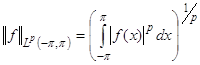 ‖f‖_{L^p(−π,π)} = ( ∫_{−π}^{π} |f(x)|^p dx )^{1/p}